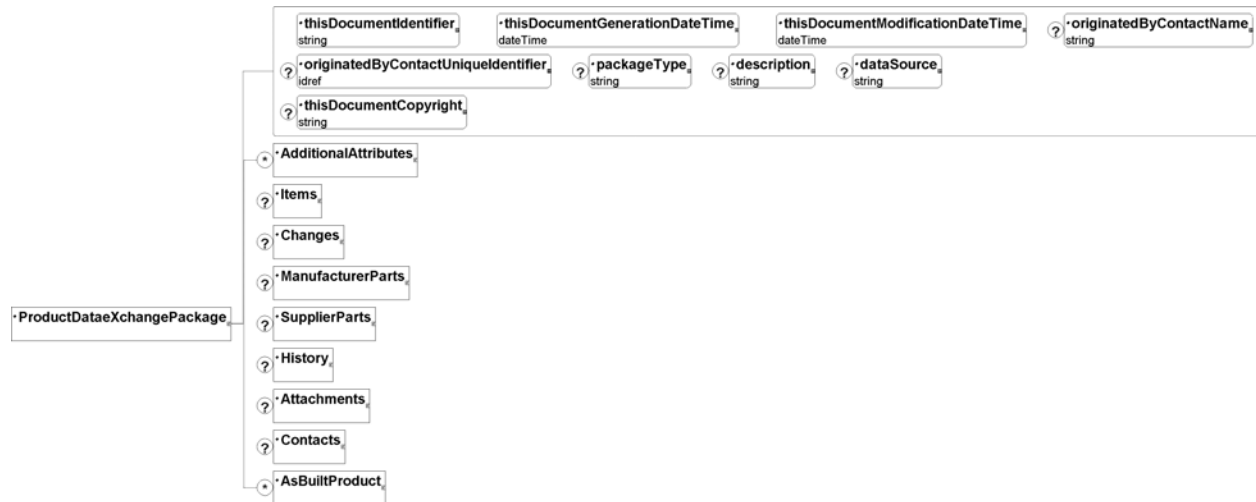 thisDocumentIdentifier thisDocumentGenerationDateTime thisDocumentModificationDateTime ? originatedByContactName
string dateTime dateTime string
? originatedByContactUniqueIdentifier ? packageType ? description ? dataSource
idref string string string
? thisDocumentCopyright
string
* AdditionalAttributes
? Items
? Changes
? ManufacturerParts
ProductDataeXchangePackage ? SupplierParts
? History
? Attachments
? Contacts
* AsBuiltProduct